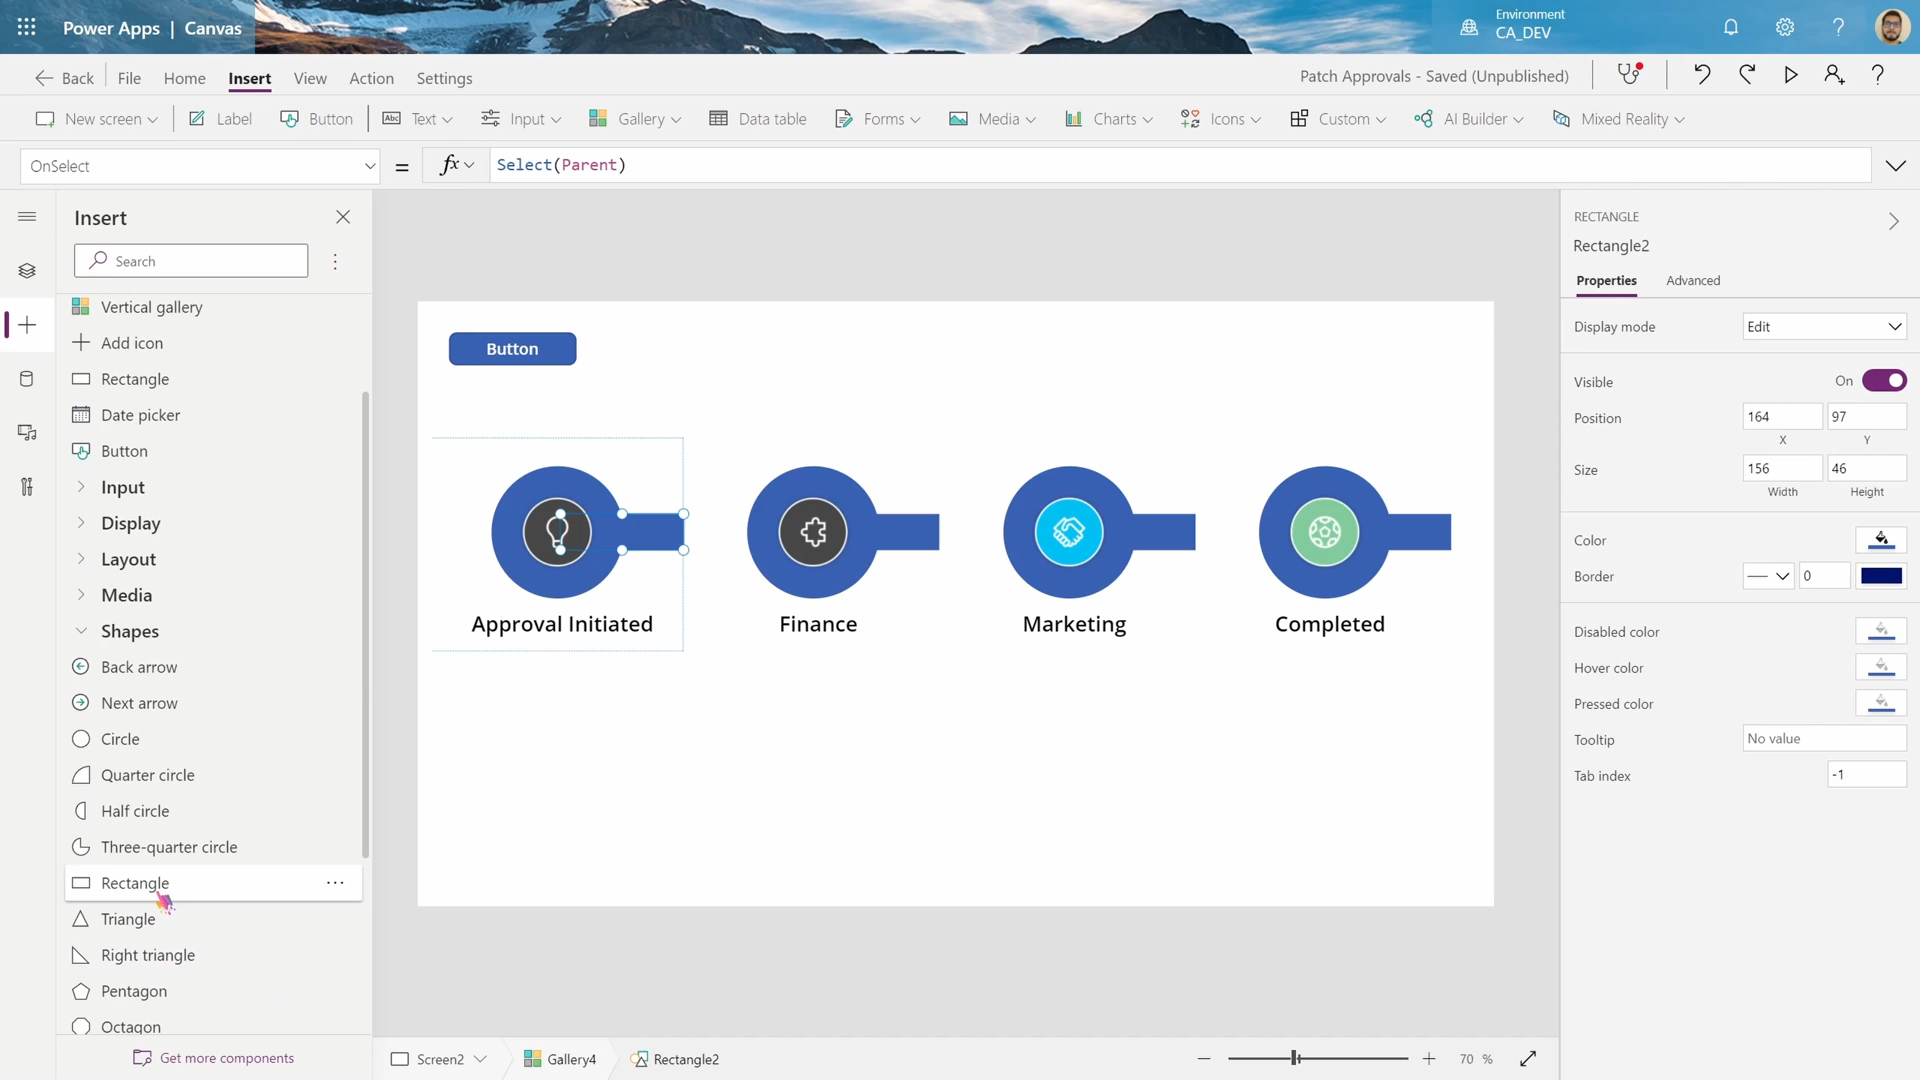 Power Apps | Canvas
Environment
CA_DEV
?
Back
File
Home
Insert
View
Action
Settings
Patch Approvals - Saved (Unpublished)
?
New screen
Label
Button
Abc Text
Input
Gallery
Data table
Forms
Media
Charts
Icons
Custom
AI Builder
Mixed Reality
OnSelect
=
fx
Select(Parent)
Insert
Search
Vertical gallery
Add icon
Rectangle
Date picker
Button
Input
Display
Layout
Media
Shapes
Back arrow
Next arrow
Circle
Quarter circle
Half circle
Three-quarter circle
Rectangle
Triangle
Right triangle
Pentagon
Octagon
Get more components
Button
Approval Initiated
Finance
Marketing
Completed
Screen2
Gallery4
Rectangle2
70 %
RECTANGLE
Rectangle2
Properties
Advanced
Display mode
Edit
Visible
On
Position
164
97
X
Y
Size
156
46
Width
Height
Color
Border
0
Disabled color
Hover color
Pressed color
Tooltip
No value
Tab index
-1